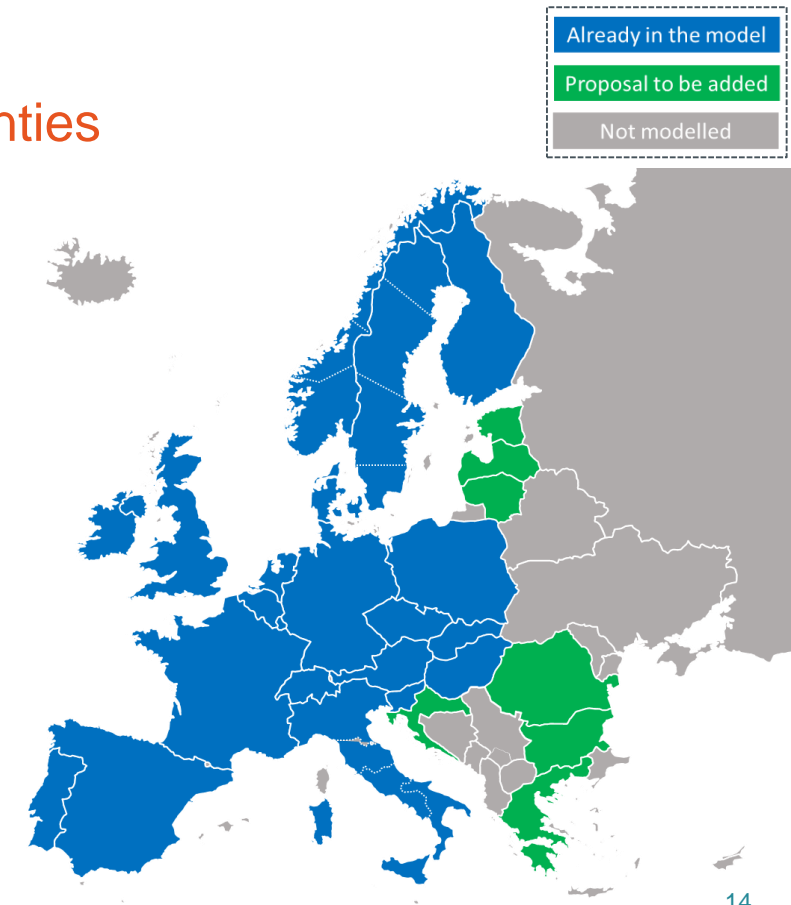 Already in the model
Proposal to be added
Not modelled
nties
14